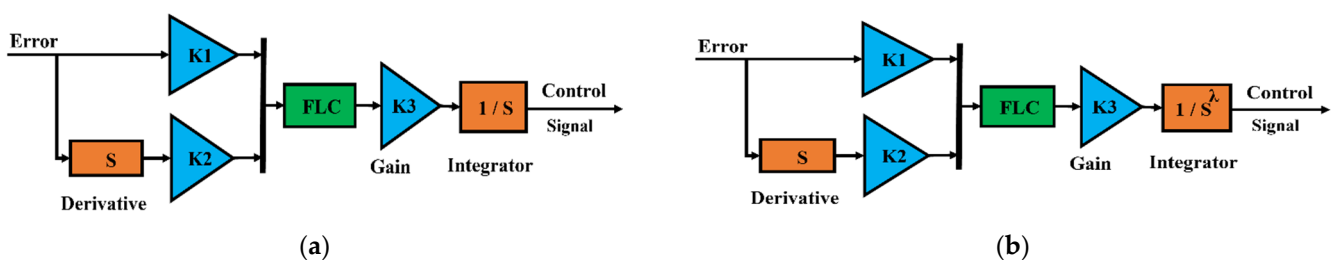 Error
K1
FLC
K3
1 / S
Control
Signal
S
K2
Gain
Integrator
Derivative
(a)
Error
K1
FLC
K3
1 / S^λ
Control
Signal
S
K2
Gain
Integrator
Derivative
(b)